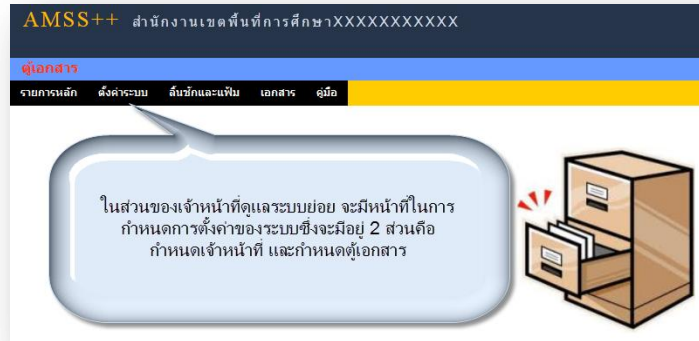 AMSS++ สำนักงานเขตพื้นที่การศึกษาXXXXXXXXXXX
ตู้เอกสาร
รายการหลัก ตั้งค่าระบบ ลิ้นชักและแฟ้ม เอกสาร คู่มือ
ในส่วนของเจ้าหน้าที่ดูแลระบบย่อย จะมีหน้าที่ในการ
กำหนดการตั้งค่าของระบบซึ่งจะมีอยู่ 2 ส่วนคือ
กำหนดเจ้าหน้าที่ และกำหนดตู้เอกสาร